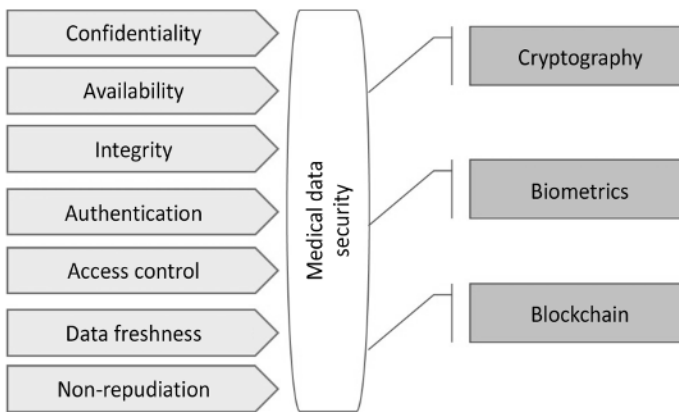 Confidentiality
Availability
Integrity
Authentication
Access control
Data freshness
Non-repudiation
Medical data
security
Cryptography
Biometrics
Blockchain